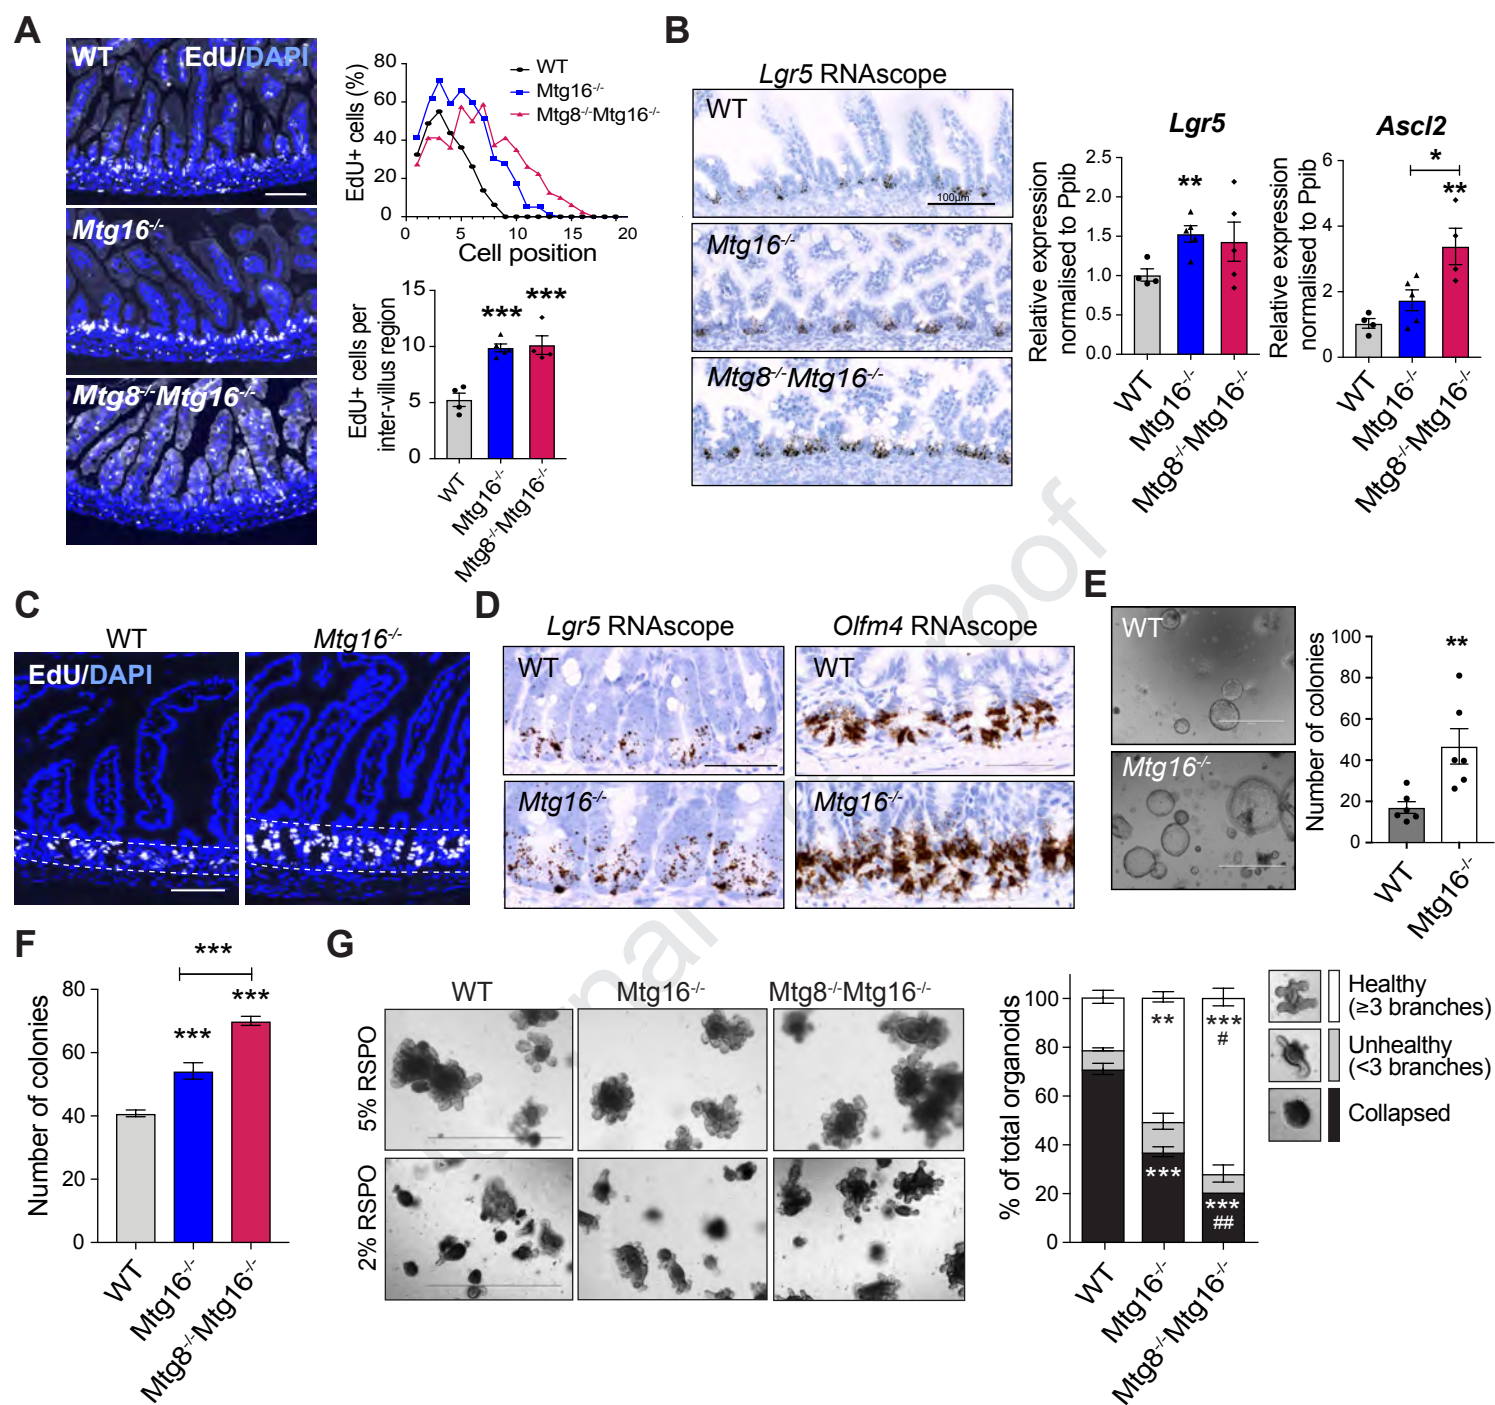 A
WT
EdU/DAPI
Mtg16-/-
Mtg8-/-Mtg16-/-
EdU+ cells (%)
80
60
40
20
0
WT
Mtg16-/-
Mtg8-/-Mtg16-/-
0
5
10
15
20
Cell position
EdU+ cells per
inter-villus region
15
10
5
0
***
***
WT
Mtg16-/-
Mtg8-/-Mtg16-/-
B
Lgr5 RNAscope
WT
100µm
Mtg16-/-
Mtg8-/-Mtg16-/-
Lgr5
Relative expression
normalised to Ppib
2.5
2.0
1.5
1.0
0.5
0.0
**
WT
Mtg16-/-
Mtg8-/-Mtg16-/-
Ascl2
Relative expression
normalised to Ppib
6
4
2
0
*
**
WT
Mtg16-/-
Mtg8-/-Mtg16-/-
C
WT
Mtg16-/-
EdU/DAPI
D
Lgr5 RNAscope
Olfm4 RNAscope
WT
WT
Mtg16-/-
Mtg16-/-
E
WT
Mtg16-/-
Number of colonies
100
80
60
40
20
0
**
WT
Mtg16-/-
F
Number of colonies
80
60
40
20
0
***
***
***
WT
Mtg16-/-
Mtg8-/-Mtg16-/-
G
WT
Mtg16-/-
Mtg8-/-Mtg16-/-
5% RSPO
2% RSPO
% of total organoids
100
80
60
40
20
0
**
***
#
***
***
##
WT
Mtg16-/-
Mtg8-/-Mtg16-/-
Healthy
(≥3 branches)
Unhealthy
(<3 branches)
Collapsed